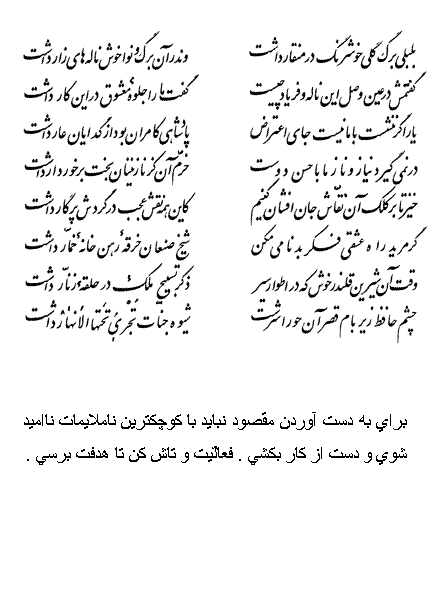 بلبلی برگ گلی خوشرنگ در منقار داشت وندر آن برگ و نوا خوش ناله‌های زار داشت
گفتمش در عین وصل این ناله و فریاد چیست گفت ما را جلوه معشوق در این کار داشت
یار اگر ننشست با ما نیست جای اعتراض پادشاهی کامران بود از گدایان عار داشت
در نمی‌گیرد نیاز و ناز ما با حسن دوست خرم آن کز نازنینان بخت برخوردار داشت
خیز تا بر کلک آن نقاش جان افشان کنیم کاین همه نقش عجب در گردش پرگار داشت
گر مرید راه عشقی فکر بدنامی مکن شیخ صنعان خرقه رهن خانه خمار داشت
وقت آن شیرین قلندر خوش که در اطوار سیر ذکر تسبیح ملک در حلقه زنار داشت
چشم حافظ زیر بام قصر آن حوراسرشت شیوه جنات تجری تحتها الانهار داشت
براي به دست آوردن مقصود نبايد با كوچكترين ناملايمات نااميد
شوي و دست از كار بكشي . فعاليت و تاش كن تا هدفت برسي .